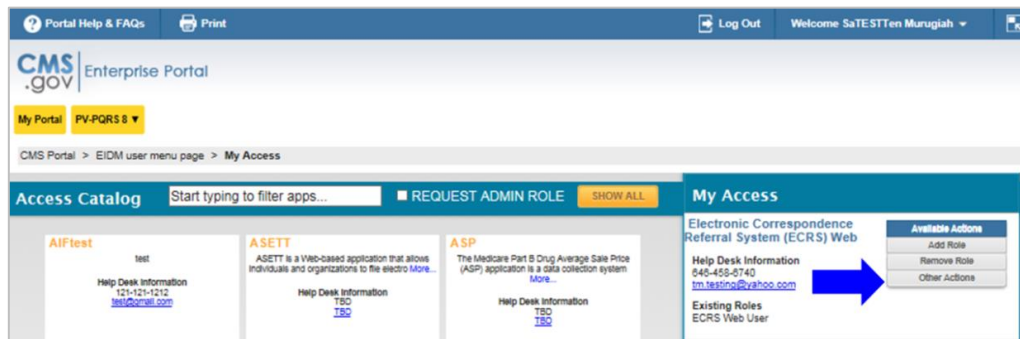 Portal Help & FAQs Print Log Out Welcome SaTESTTen Murugiah
CMS
.gov
Enterprise Portal
My Portal PV-PQRS 8 ▼
CMS Portal > EIDM user menu page > My Access
Access Catalog Start typing to filter apps... REQUEST ADMIN ROLE SHOW ALL
AIFtest
test
Help Desk Information
121-121-1212
test@gmail.com
ASETT
ASETT is a Web-based application that allows
individuals and organizations to file electro More...
Help Desk Information
TBD
TBD
ASP
The Medicare Part B Drug Average Sale Price
(ASP) application is a data collection system
More...
Help Desk Information
TBD
TBD
My Access
Electronic Correspondence
Referral System (ECRS) Web
Help Desk Information
646-458-6740
tm.testing@yahoo.com
Existing Roles
ECRS Web User
Available Actions
Add Role
Remove Role
Other Actions